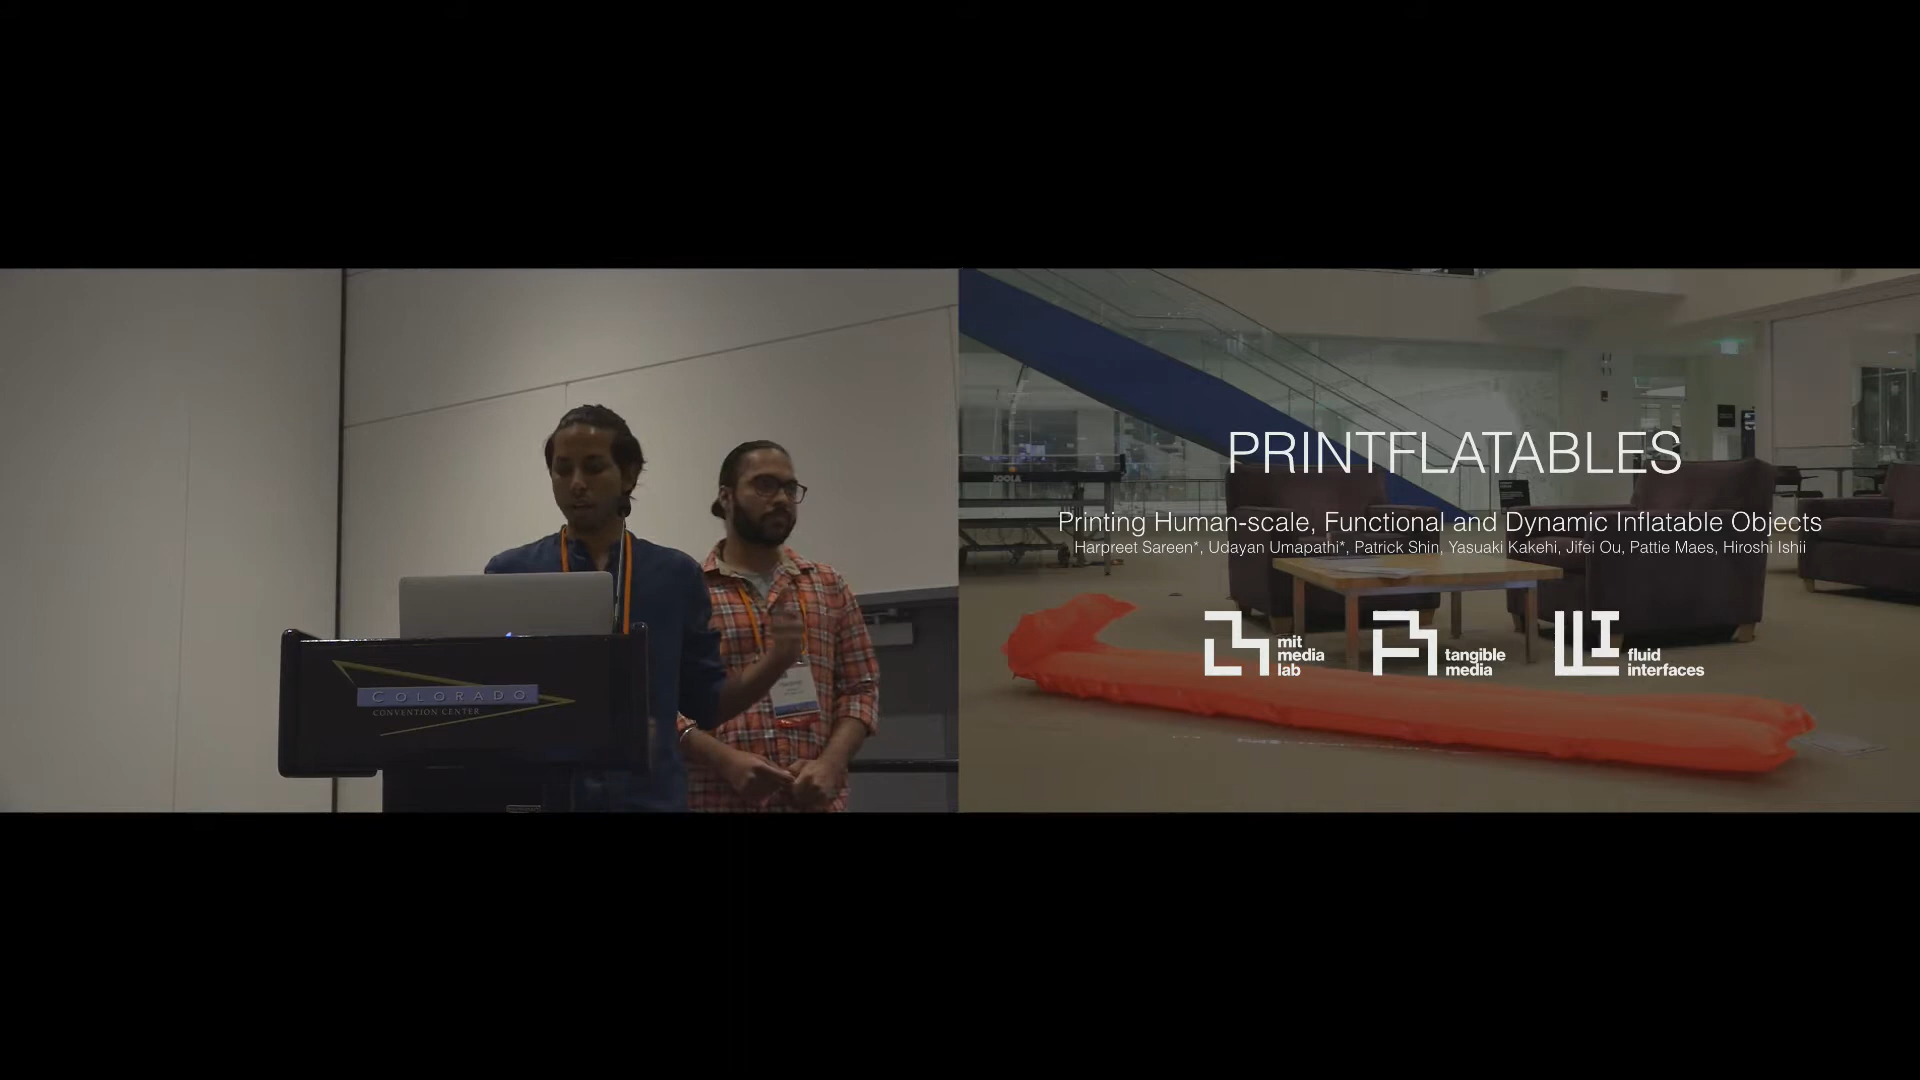 COLORADO
CONVENTION CENTER
JOOLA
PRINTFLATABLES
Printing Human-scale, Functional and Dynamic Inflatable Objects
Harpreet Sareen*, Udayan Umapathi*, Patrick Shin, Yasuaki Kakehi, Jifei Ou, Pattie Maes, Hiroshi Ishii
mit
media
lab
tangible
media
fluid
interfaces